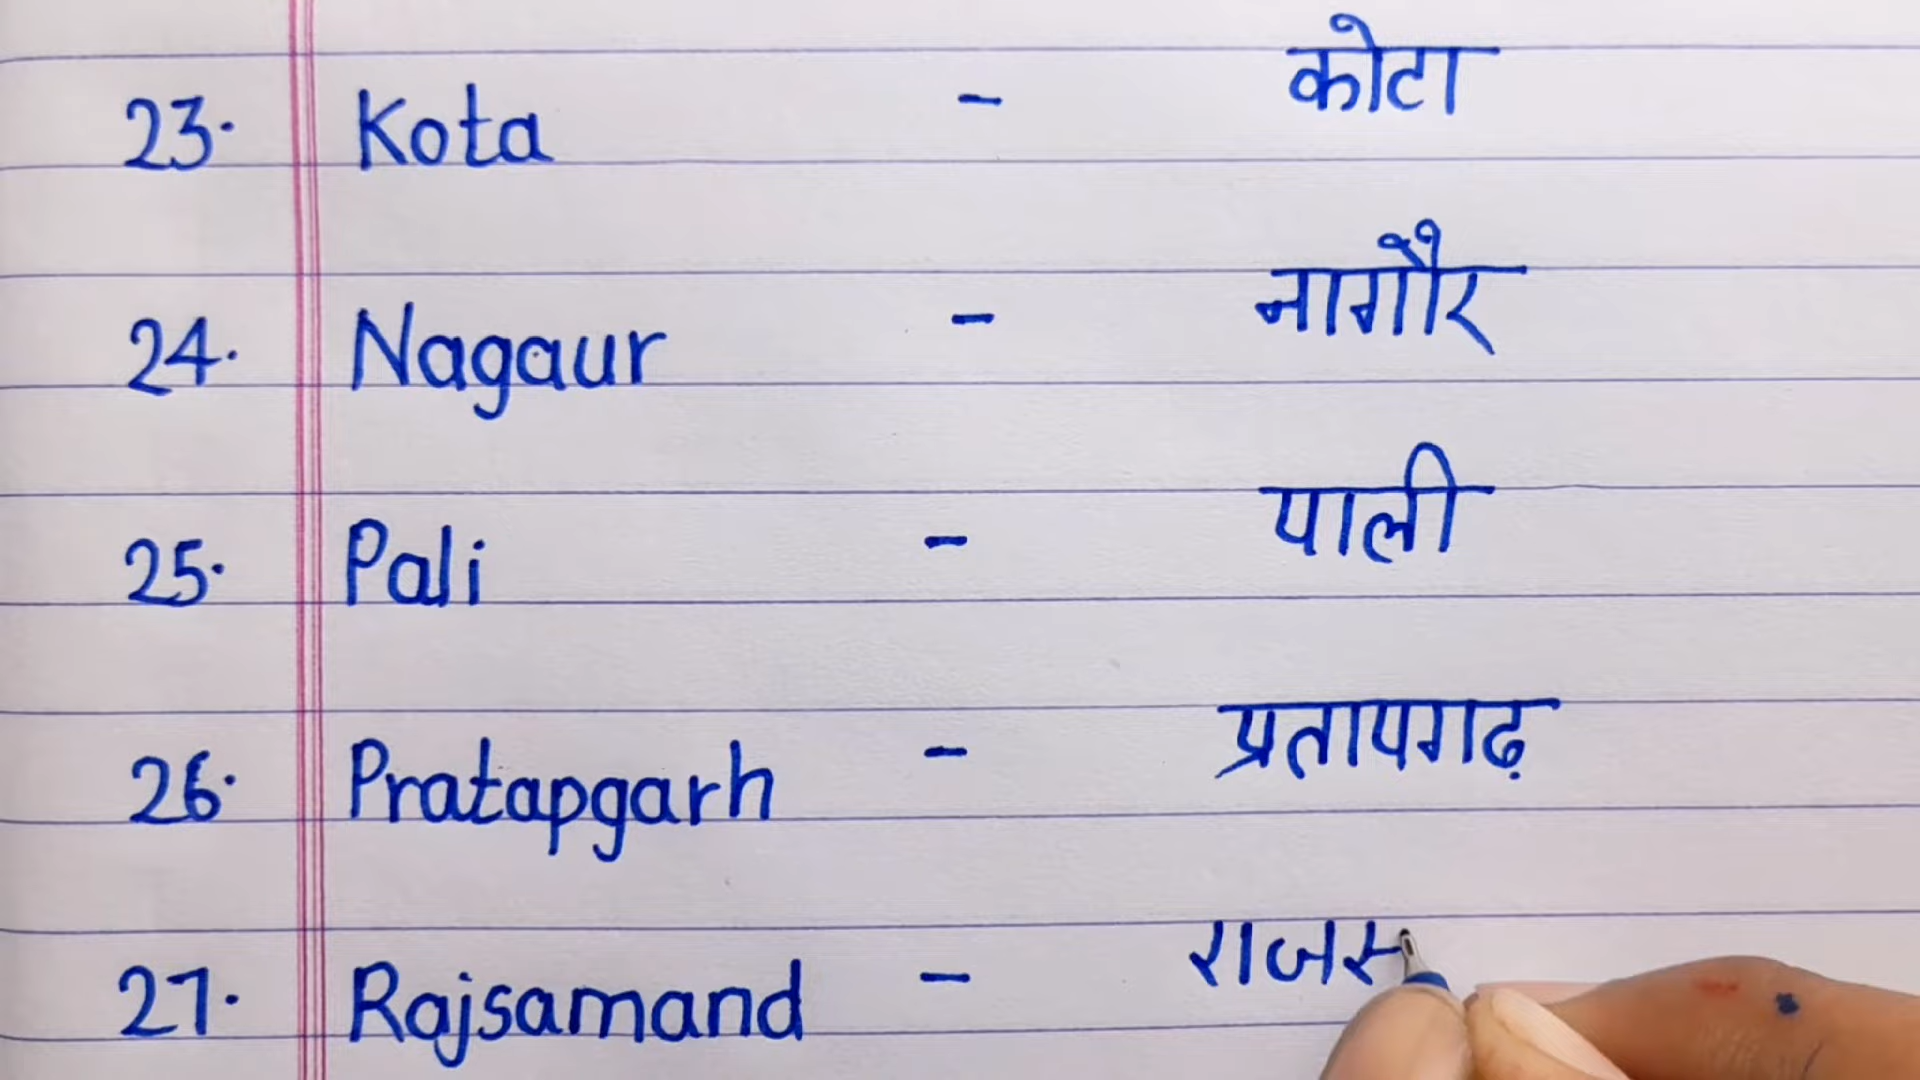 23. Kota - कोटा
24. Nagaur - नागौर
25. Pali - पाली
26. Pratapgarh - प्रतापगढ़
27. Rajsamand - राजस